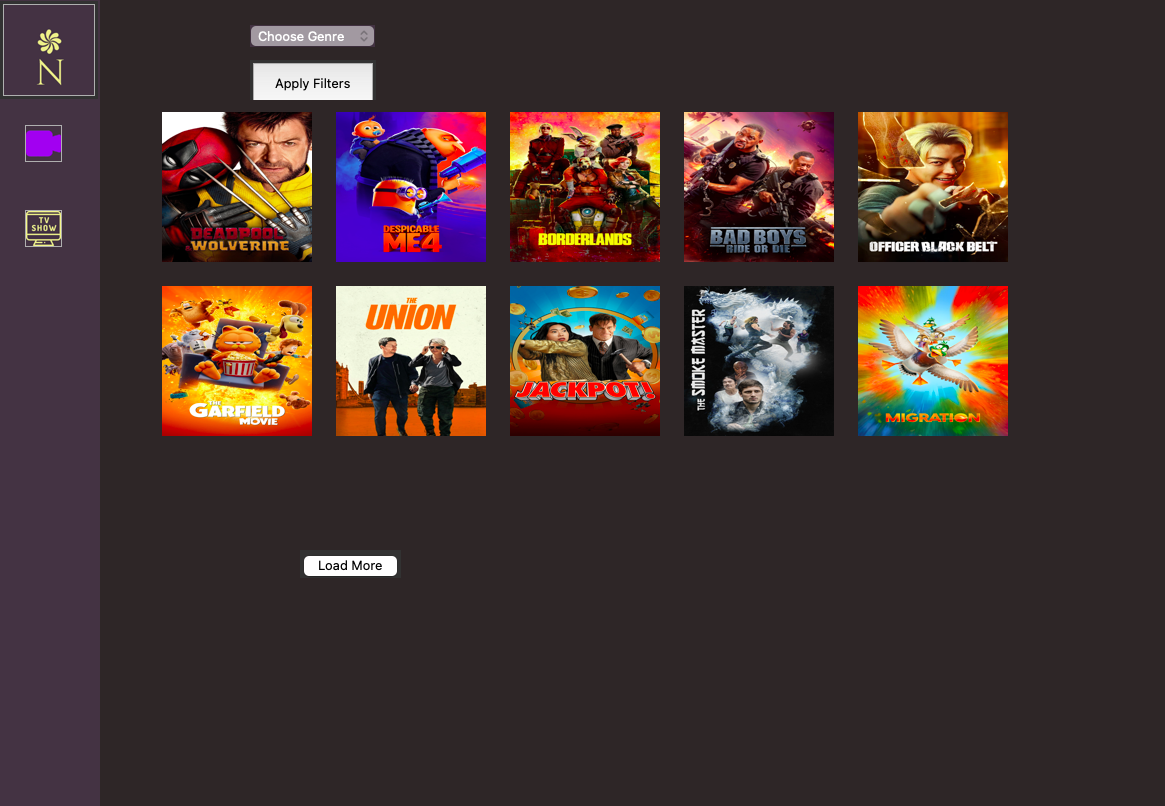 N
Choose Genre
Apply Filters
TV
SHOW
DEADPOOL
WOLVERINE
DESPICABLE
ME4
BORDERLANDS
BAD BOYS
RIDE OR DIE
OFFICER BLACK BELT
THE
GARFIELD
MOVIE
THE
UNION
JACKPOT!
THE SMOKE MASTER
MIGRATION
Load More